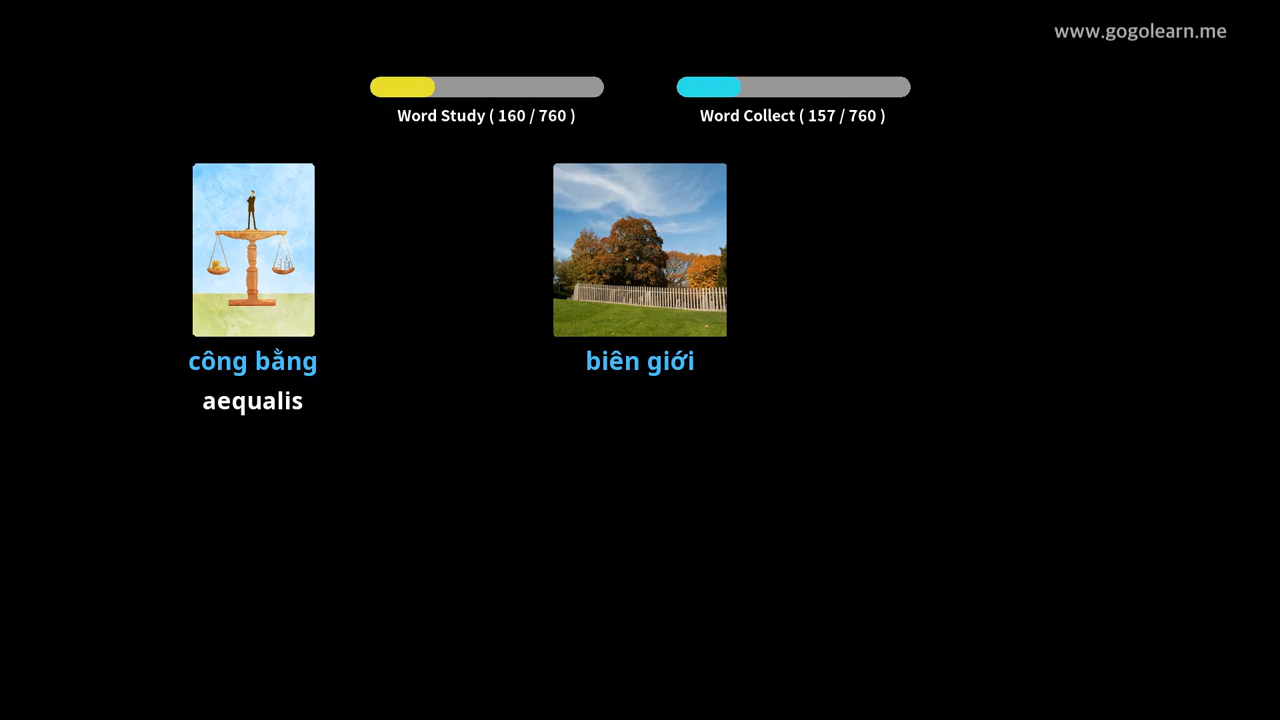 www.gogolearn.me
Word Study ( 160 / 760 )
Word Collect ( 157 / 760 )
công bằng
aequalis
biên giới